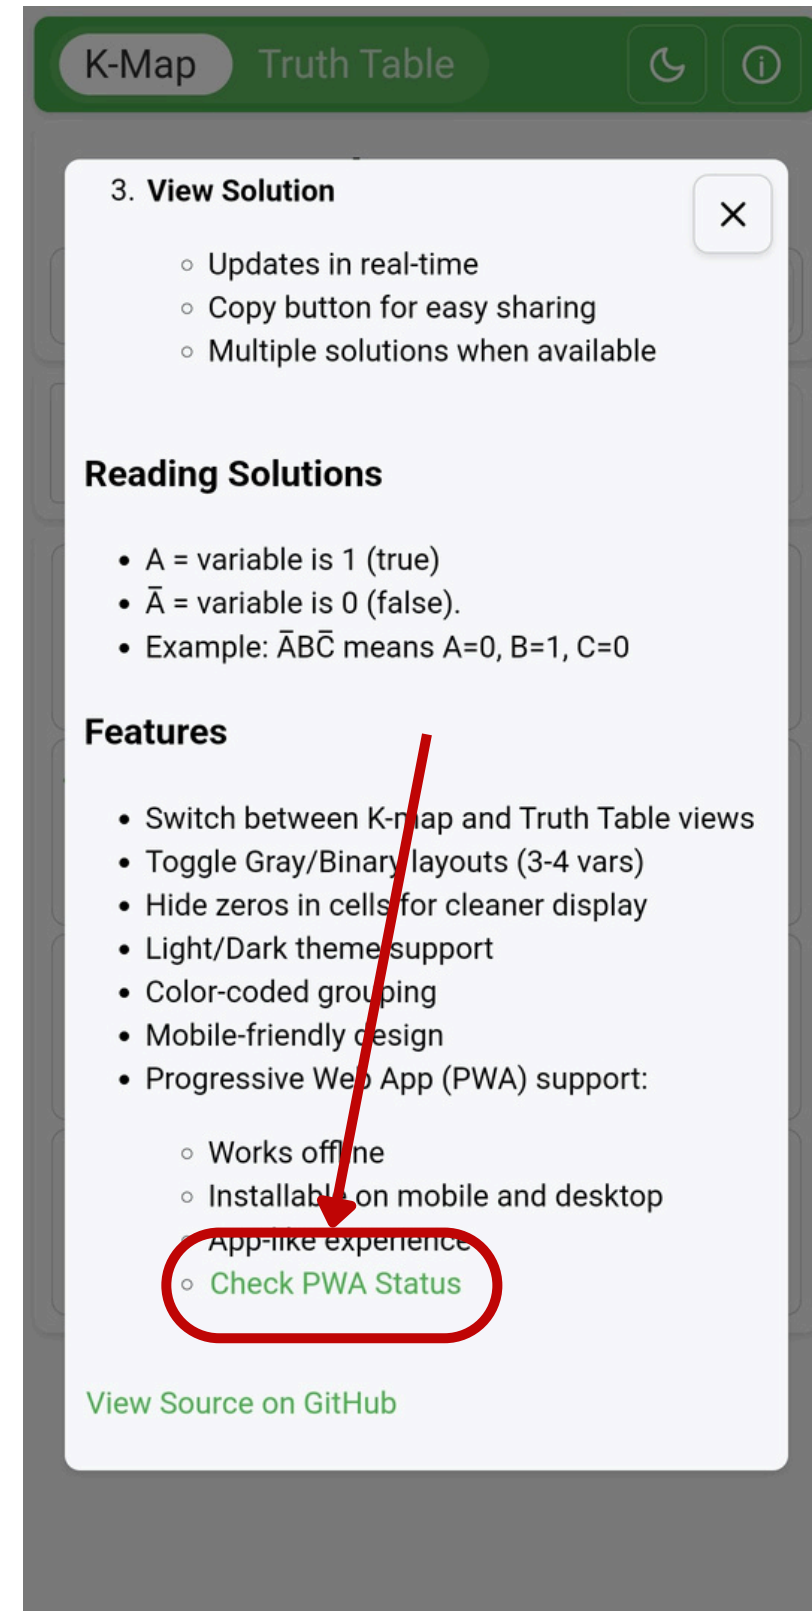 K-Map Truth Table
3. View Solution
Updates in real-time
Copy button for easy sharing
Multiple solutions when available
Reading Solutions
A = variable is 1 (true)
A̅ = variable is 0 (false).
Example: A̅BC̅ means A=0, B=1, C=0
Features
Switch between K-map and Truth Table views
Toggle Gray/Binary layouts (3-4 vars)
Hide zeros in cells for cleaner display
Light/Dark theme support
Color-coded grouping
Mobile-friendly design
Progressive Web App (PWA) support:
Works offline
Installable on mobile and desktop
App-like experience
Check PWA Status
View Source on GitHub